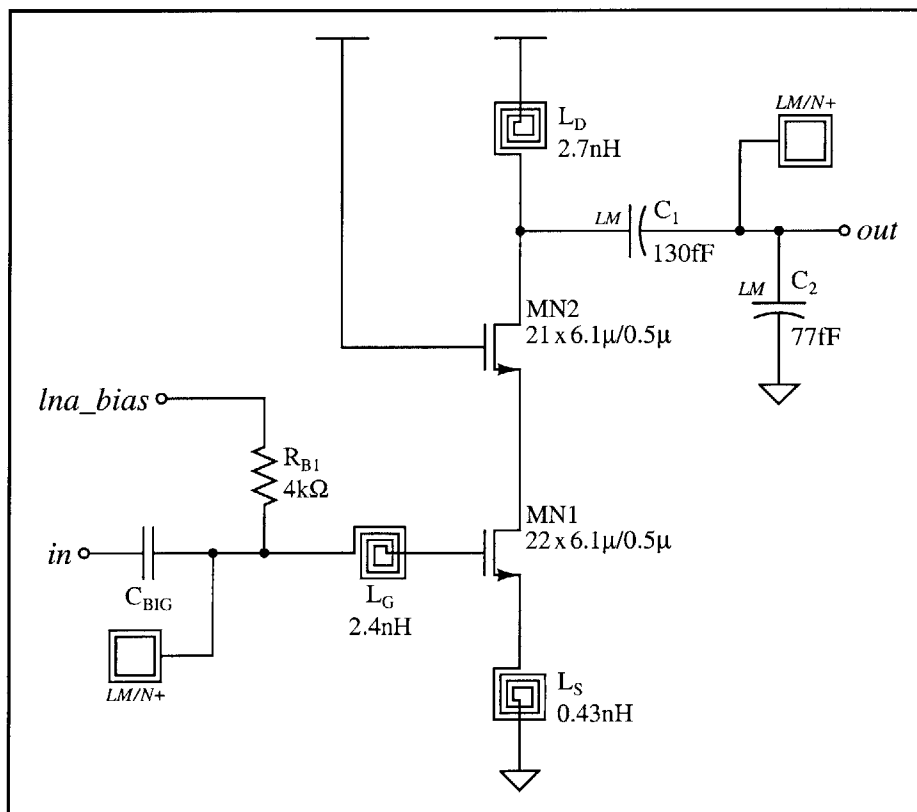 L_D
2.7nH
LM/N+
LM
C_1
130fF
out
LM
C_2
77fF
MN2
21 x 6.1µ/0.5µ
lna_bias
R_B1
4kΩ
MN1
22 x 6.1µ/0.5µ
in
C_BIG
L_G
2.4nH
LM/N+
L_S
0.43nH